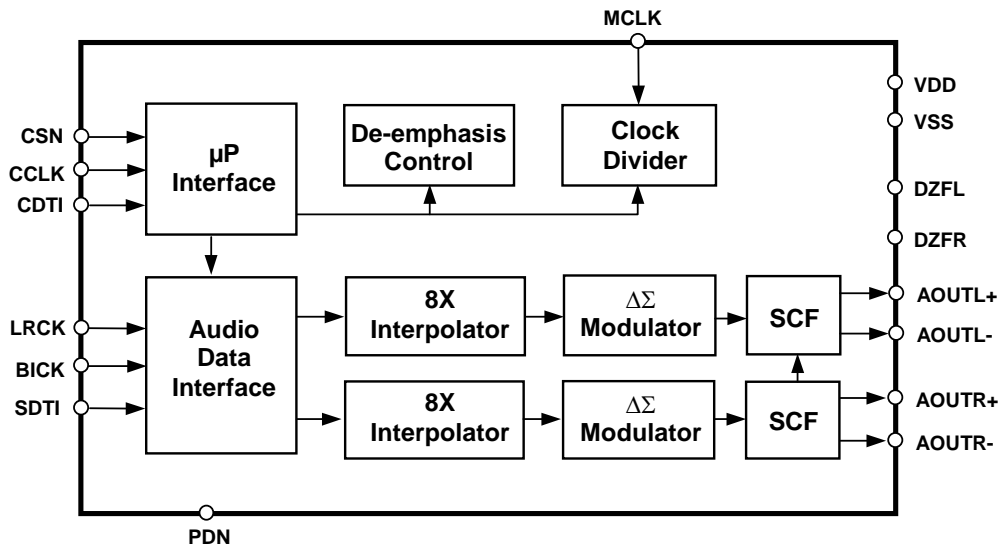 MCLK
VDD
VSS
DZFL
DZFR
CSN
CCLK
CDTI
µP
Interface
De-emphasis
Control
Clock
Divider
LRCK
BICK
SDTI
Audio
Data
Interface
8X
Interpolator
ΔΣ
Modulator
SCF
AOUTL+
AOUTL-
8X
Interpolator
ΔΣ
Modulator
SCF
AOUTR+
AOUTR-
PDN